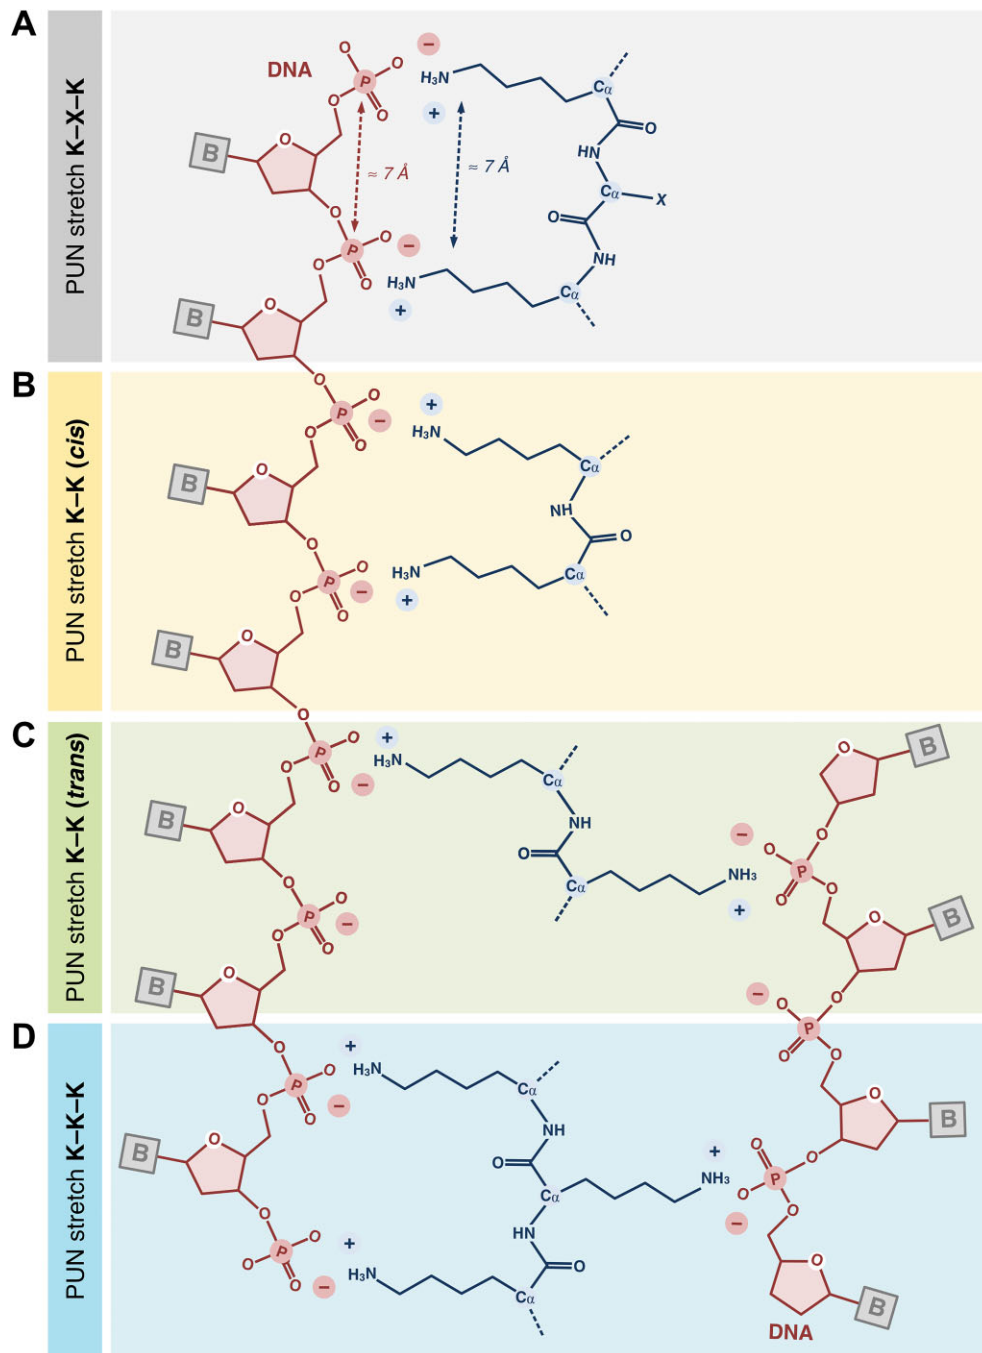 A
PUN stretch K–X–K
DNA
O
O
P
−
O
O
H₃N
+
Cα
O
HN
Cα
X
O
NH
Cα
≈ 7 Å
≈ 7 Å
B
O
O
P
O
−
O
O
H₃N
+
B
O
B
PUN stretch K–K (cis)
O
P
O
−
O
O
+
H₃N
Cα
NH
O
Cα
B
O
O
P
O
−
O
O
H₃N
+
B
O
C
PUN stretch K–K (trans)
O
P
O
−
O
O
+
H₃N
Cα
NH
O
Cα
NH₃
+
B
O
O
P
O
−
O
O
B
O
O
B
O
−
O
P
O
O
O
B
O
−
O
P
O
O
D
PUN stretch K–K–K
O
P
O
−
O
O
+
H₃N
Cα
NH
O
Cα
HN
O
Cα
NH₃
+
B
O
O
P
O
O
O
−
+
H₃N
O
B
O
O
P
O
−
O
O
B
DNA